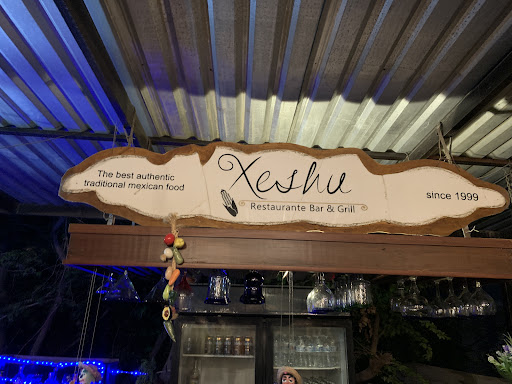 The best authentic
traditional mexican food
Xeshu
Restaurante Bar & Grill
since 1999